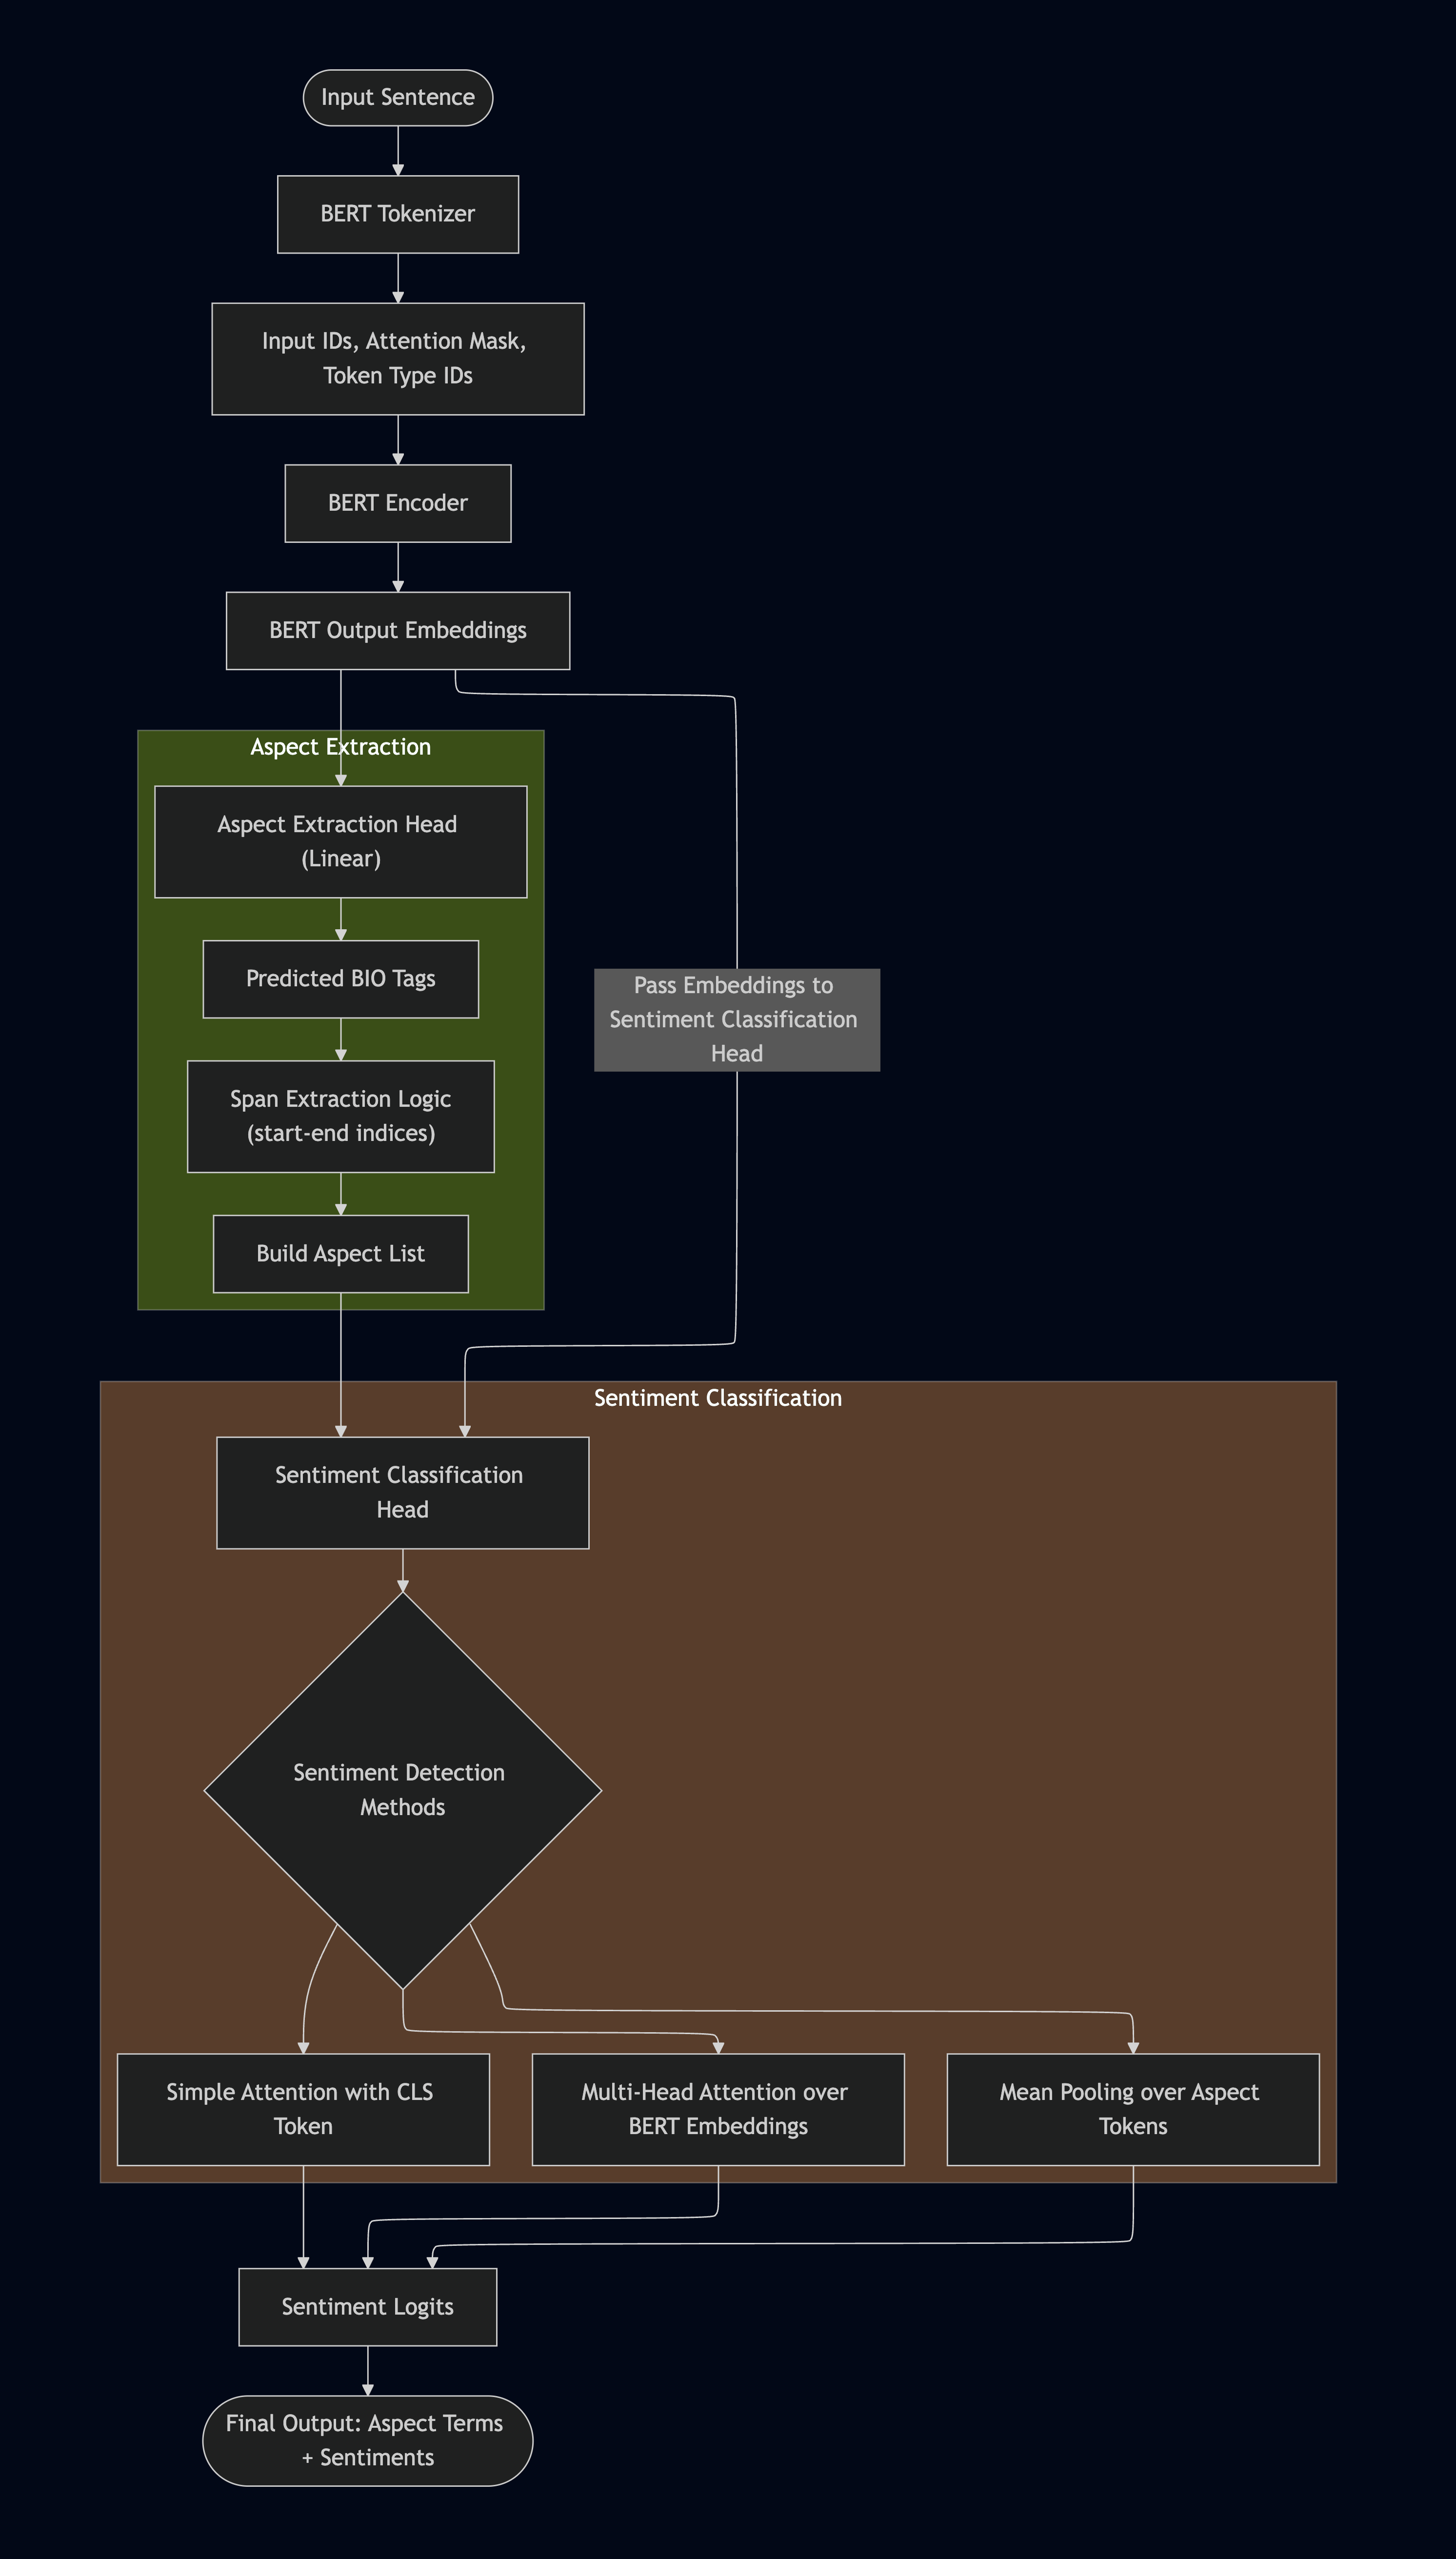 Input Sentence
BERT Tokenizer
Input IDs, Attention Mask,
Token Type IDs
BERT Encoder
BERT Output Embeddings
Aspect Extraction
Aspect Extraction Head
(Linear)
Predicted BIO Tags
Pass Embeddings to
Sentiment Classification
Head
Span Extraction Logic
(start-end indices)
Build Aspect List
Sentiment Classification
Sentiment Classification
Head
Sentiment Detection
Methods
Simple Attention with CLS
Token
Multi-Head Attention over
BERT Embeddings
Mean Pooling over Aspect
Tokens
Sentiment Logits
Final Output: Aspect Terms
+ Sentiments